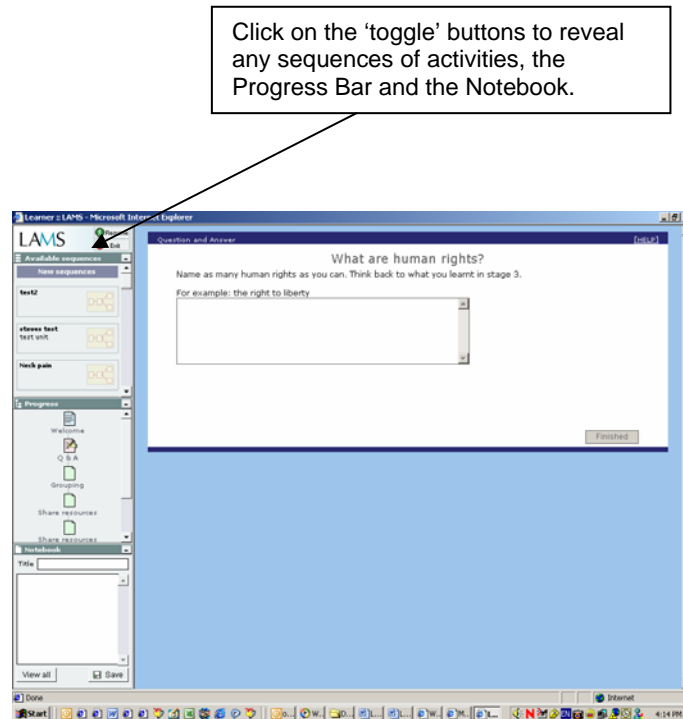 Click on the ‘toggle’ buttons to reveal
any sequences of activities, the
Progress Bar and the Notebook.
Learner :: LAMS - Microsoft Internet Explorer
LAMS
Resume
Exit
Question and Answer
[HELP]
Available sequences
New sequences
test2
steves test
test unit
Neck pain
What are human rights?
Name as many human rights as you can. Think back to what you learnt in stage 3.
For example: the right to liberty
Finished
Progress
Welcome
Q & A
Grouping
Share resources
Share resources
Notebook
Title
View all
Save
Done
Internet
Start
4:14 PM